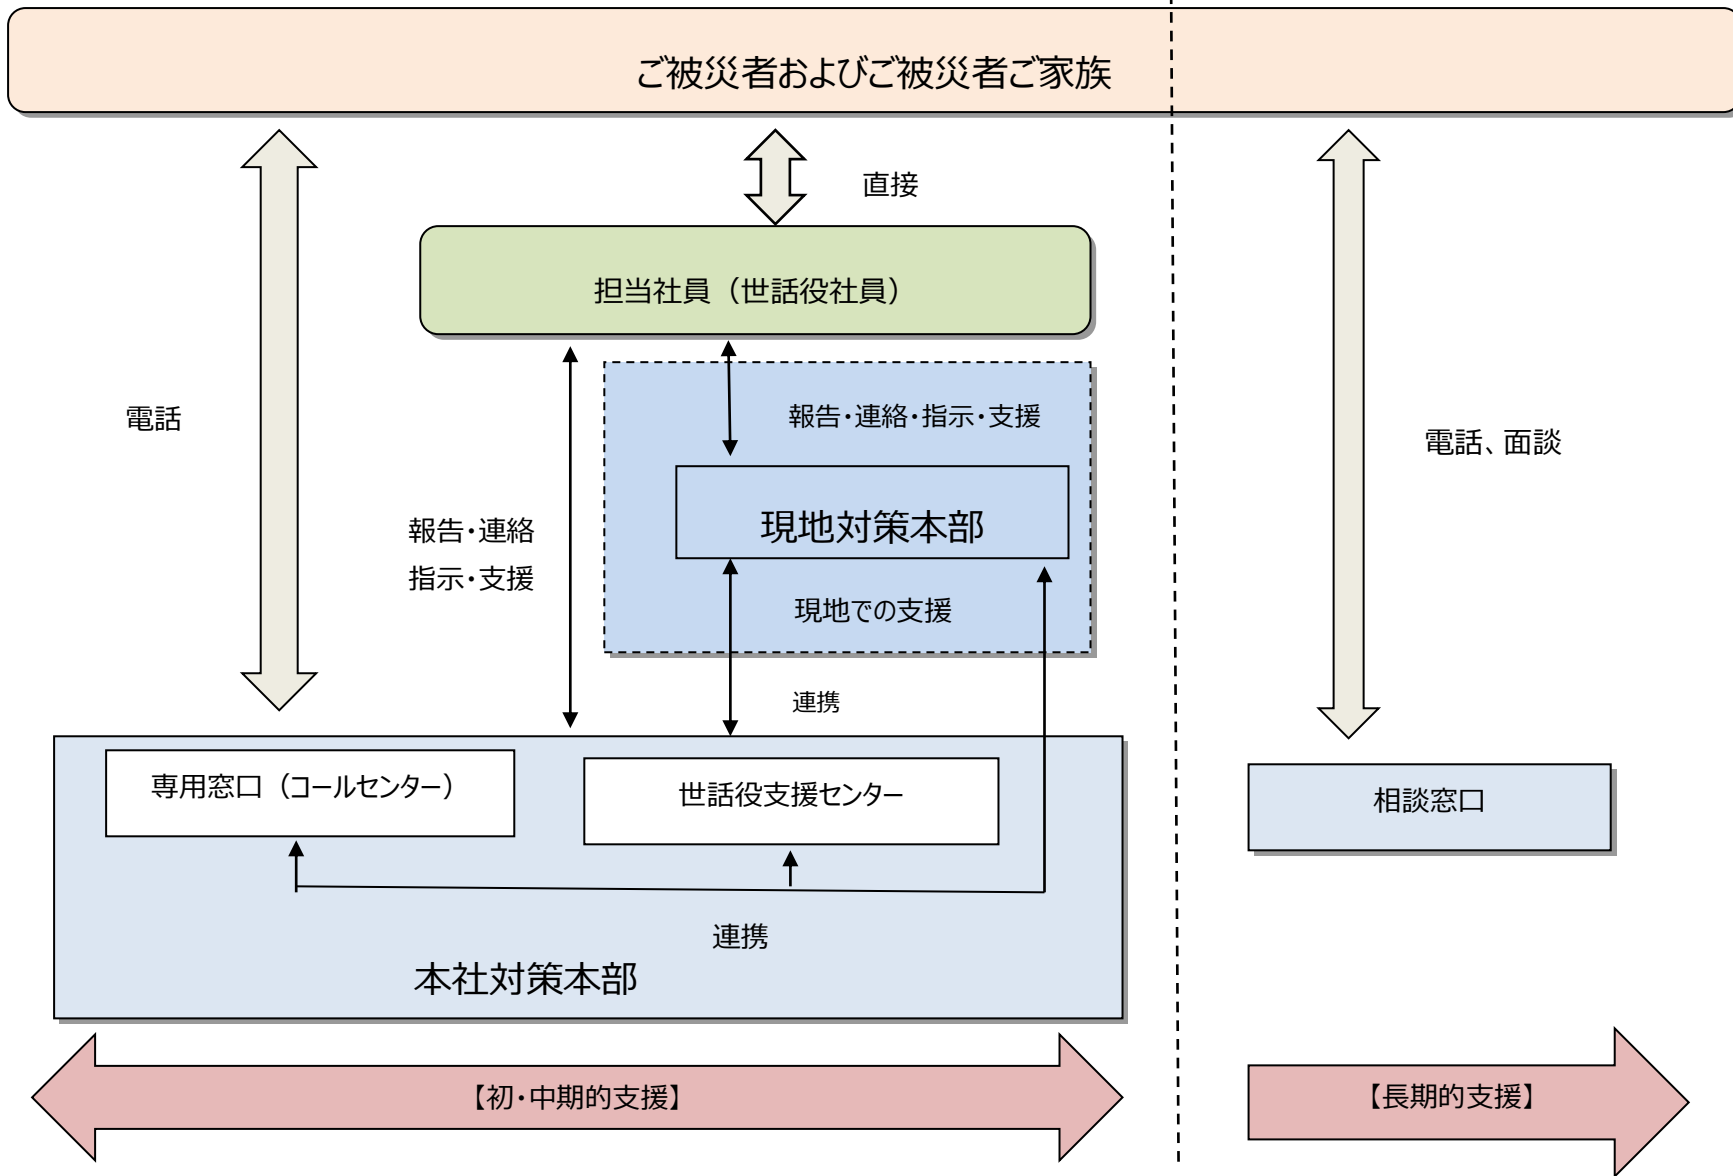 ご被災者およびご被災者ご家族
直接
担当社員（世話役社員）
電話
報告・連絡・指示・支援
電話、面談
現地対策本部
報告・連絡
指示・支援
現地での支援
連携
専用窓口（コールセンター）
世話役支援センター
相談窓口
連携
本社対策本部
【初・中期的支援】
【長期的支援】